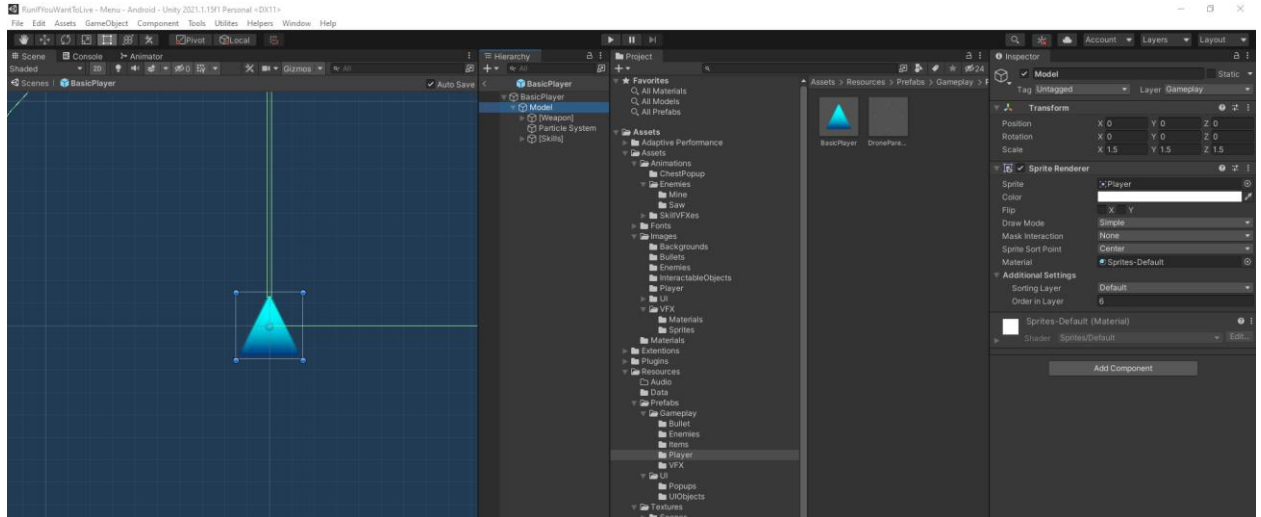 RunIfYouWantToLive - Menu - Android - Unity 2021.1.15f1 Personal <DX11>
File Edit Assets GameObject Component Tools Utilites Helpers Window Help
Pivot Local
Account Layers Layout
Scene Console Animator
Shaded 2D 0 Gizmos All
Scenes BasicPlayer Auto Save
Hierarchy
All
BasicPlayer
BasicPlayer
Model
[Weapon]
Particle System
[Skills]
Project
24
Favorites
All Materials
All Models
All Prefabs
Assets
Adaptive Performance
Assets
Animations
ChestPopup
Enemies
Mine
Saw
SkillVFXes
Fonts
Images
Backgrounds
Bullets
Enemies
InteractableObjects
Player
UI
VFX
Materials
Sprites
Materials
Extentions
Plugins
Resources
Audio
Data
Prefabs
Gameplay
Bullet
Enemies
Items
Player
VFX
UI
Popups
UIObjects
Textures
Assets > Resources > Prefabs > Gameplay > P
BasicPlayer DronePara...
Inspector
Model Static
Tag Untagged Layer Gameplay
Transform
Position X 0 Y 0 Z 0
Rotation X 0 Y 0 Z 0
Scale X 1.5 Y 1.5 Z 1.5
Sprite Renderer
Sprite Player
Color
Flip X Y
Draw Mode Simple
Mask Interaction None
Sprite Sort Point Center
Material Sprites-Default
Additional Settings
Sorting Layer Default
Order in Layer 6
Sprites-Default (Material)
Shader Sprites/Default Edit...
Add Component